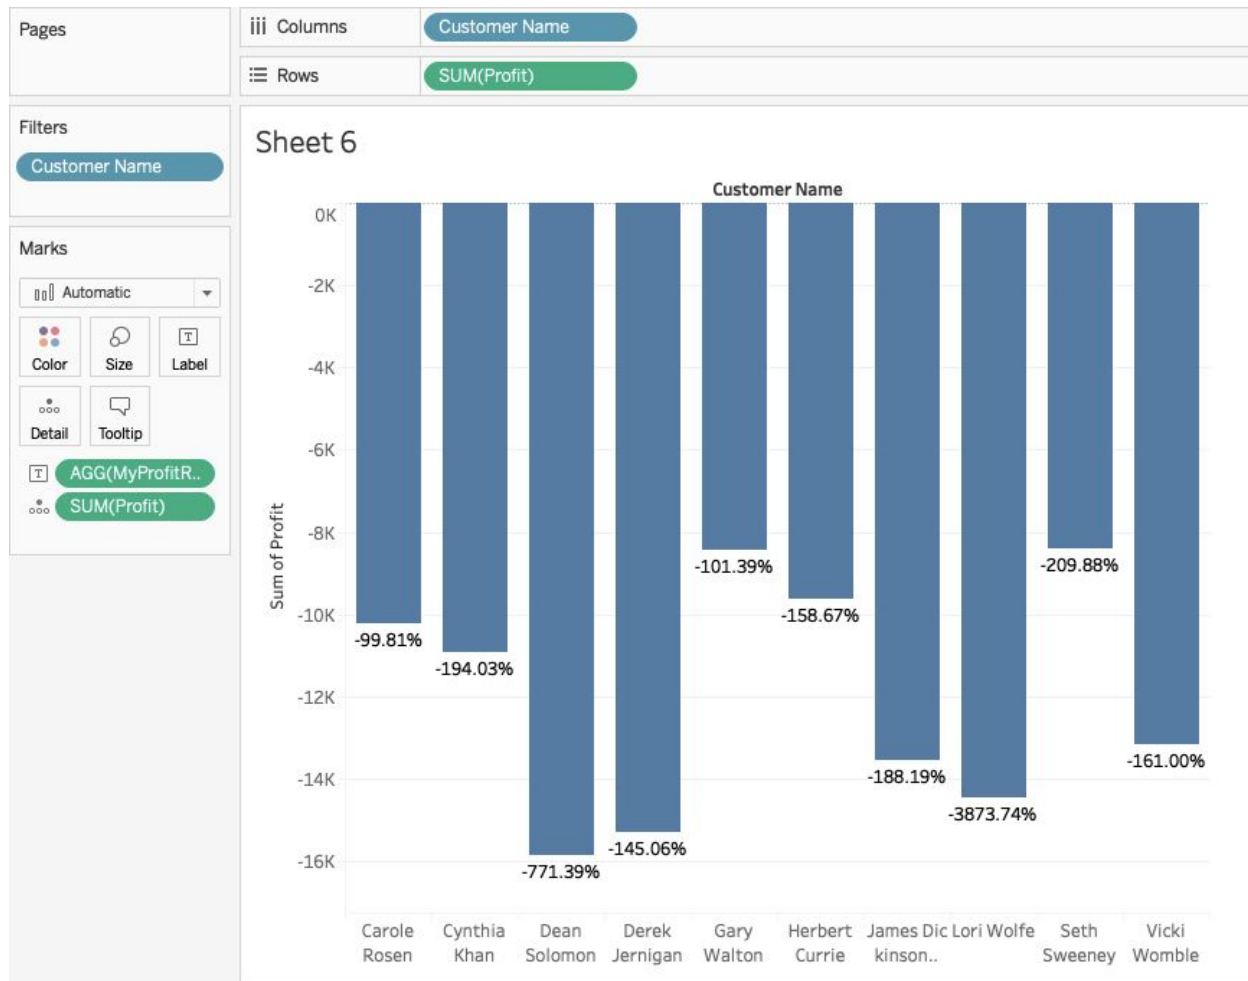 Pages
Columns
Customer Name
Rows
SUM(Profit)
Filters
Customer Name
Marks
Automatic
Color
Size
Label
Detail
Tooltip
AGG(MyProfitR..
SUM(Profit)
Sheet 6
Customer Name
0K
-2K
-4K
-6K
-8K
-10K
-12K
-14K
-16K
Sum of Profit
-99.81%
-194.03%
-771.39%
-145.06%
-101.39%
-158.67%
-188.19%
-3873.74%
-209.88%
-161.00%
Carole
Rosen
Cynthia
Khan
Dean
Solomon
Derek
Jernigan
Gary
Walton
Herbert
Currie
James Dic
kinson..
Lori Wolfe
Seth
Sweeney
Vicki
Womble